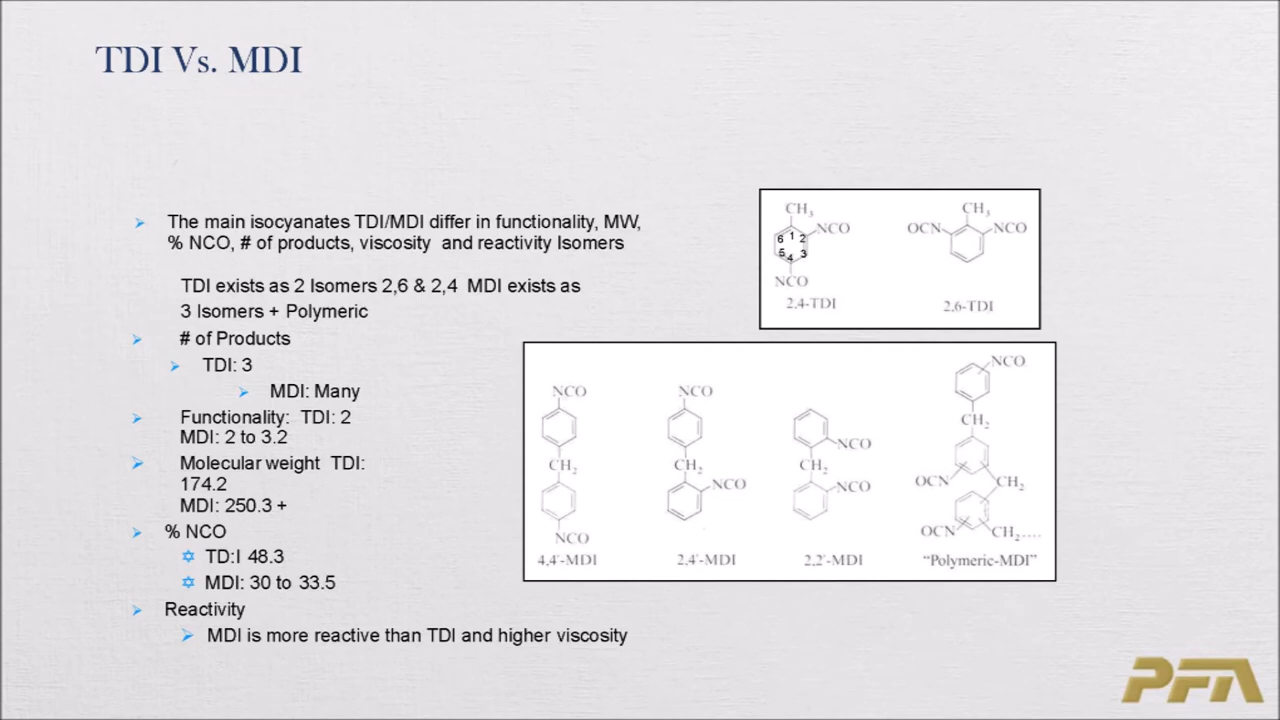 TDI Vs. MDI
The main isocyanates TDI/MDI differ in functionality, MW,
% NCO, # of products, viscosity and reactivity Isomers
TDI exists as 2 Isomers 2,6 & 2,4 MDI exists as
3 Isomers + Polymeric
# of Products
TDI: 3
MDI: Many
Functionality: TDI: 2
MDI: 2 to 3.2
Molecular weight TDI:
174.2
MDI: 250.3 +
% NCO
TD:I 48.3
MDI: 30 to 33.5
Reactivity
MDI is more reactive than TDI and higher viscosity
CH3
NCO
6 1 2
5 4 3
NCO
2,4-TDI
CH3
OCN NCO
2,6-TDI
NCO
CH2
NCO
4,4'-MDI
NCO
CH2
NCO
2,4'-MDI
NCO
CH2
NCO
2,2'-MDI
NCO
CH2
OCN
CH2
OCN
CH2....
"Polymeric-MDI"
PFA